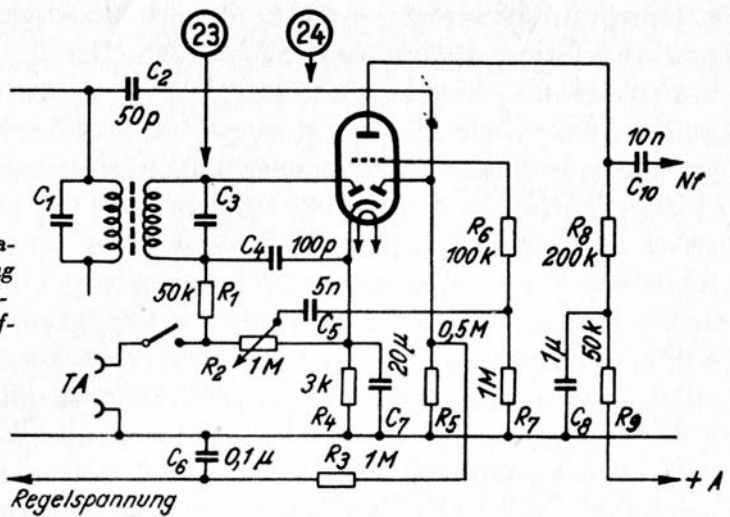 23
24
C2
50p
C1
C3
C4
100p
a-
g
-
f-
50k
R1
5n
C5
R2
1M
TA
3k
R4
20μ
C7
0,5M
R5
R6
100k
1M
R7
10n
C10
Nf
R8
200k
1μ
C8
50k
R9
C6
0,1μ
R3
1M
Regelspannung
+ A